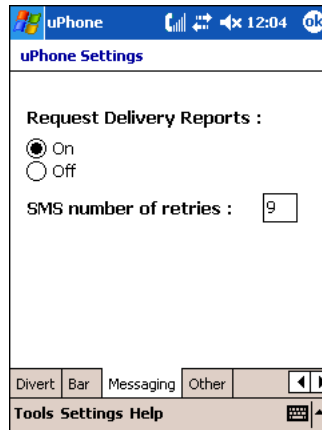 uPhone 12:04 ok
uPhone Settings
Request Delivery Reports :
On
Off
SMS number of retries : 9
Divert Bar Messaging Other
Tools Settings Help